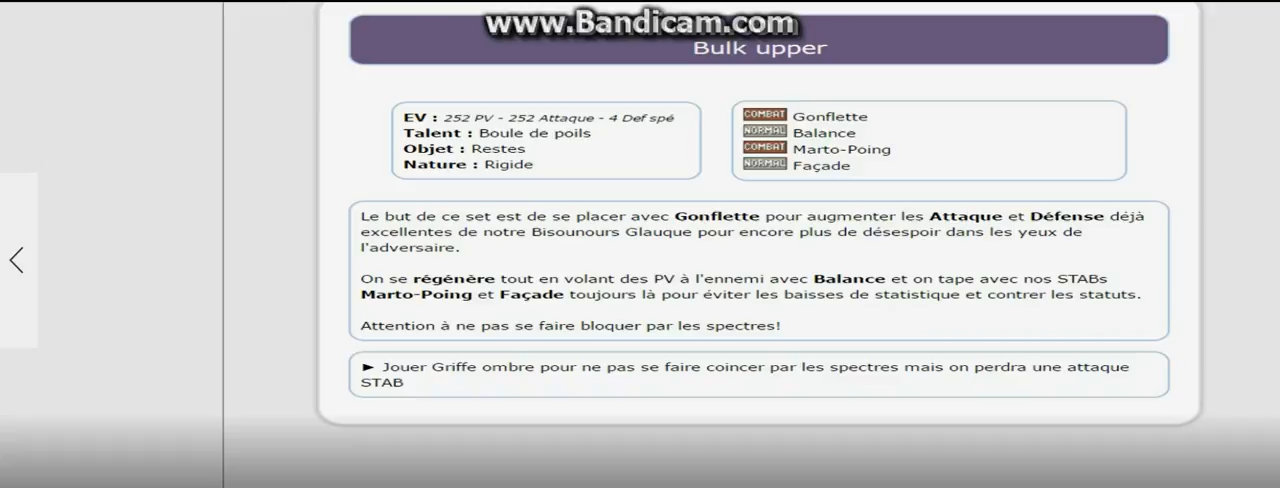 www.Bandicam.com
Bulk upper
EV : 252 PV - 252 Attaque - 4 Def spé
Talent : Boule de poils
Objet : Restes
Nature : Rigide
COMBAT Gonflette
NORMAL Balance
COMBAT Marto-Poing
NORMAL Façade
Le but de ce set est de se placer avec Gonflette pour augmenter les Attaque et Défense déjà
excellentes de notre Bisounours Glauque pour encore plus de désespoir dans les yeux de
l'adversaire.
On se régénère tout en volant des PV à l'ennemi avec Balance et on tape avec nos STABs
Marto-Poing et Façade toujours là pour éviter les baisses de statistique et contrer les statuts.
Attention à ne pas se faire bloquer par les spectres!
► Jouer Griffe ombre pour ne pas se faire coincer par les spectres mais on perdra une attaque
STAB